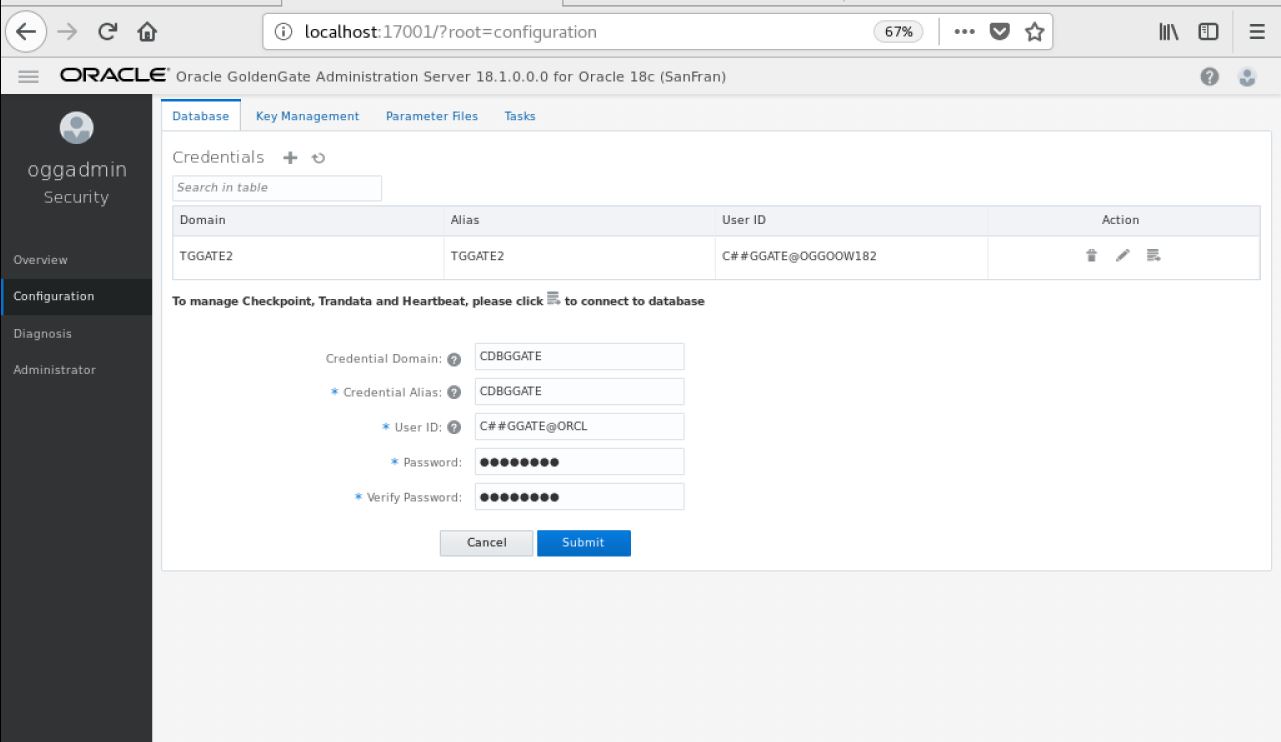 localhost:17001/?root=configuration 67%
ORACLE Oracle GoldenGate Administration Server 18.1.0.0.0 for Oracle 18c (SanFran)
oggadmin
Security
Overview
Configuration
Diagnosis
Administrator
Database Key Management Parameter Files Tasks
Credentials
Search in table
Domain Alias User ID Action
TGGATE2 TGGATE2 C##GGATE@OGGOOW182
To manage Checkpoint, Trandata and Heartbeat, please click to connect to database
Credential Domain: ? CDBGGATE
* Credential Alias: ? CDBGGATE
* User ID: ? C##GGATE@ORCL
* Password: ●●●●●●●●
* Verify Password: ●●●●●●●●
Cancel Submit